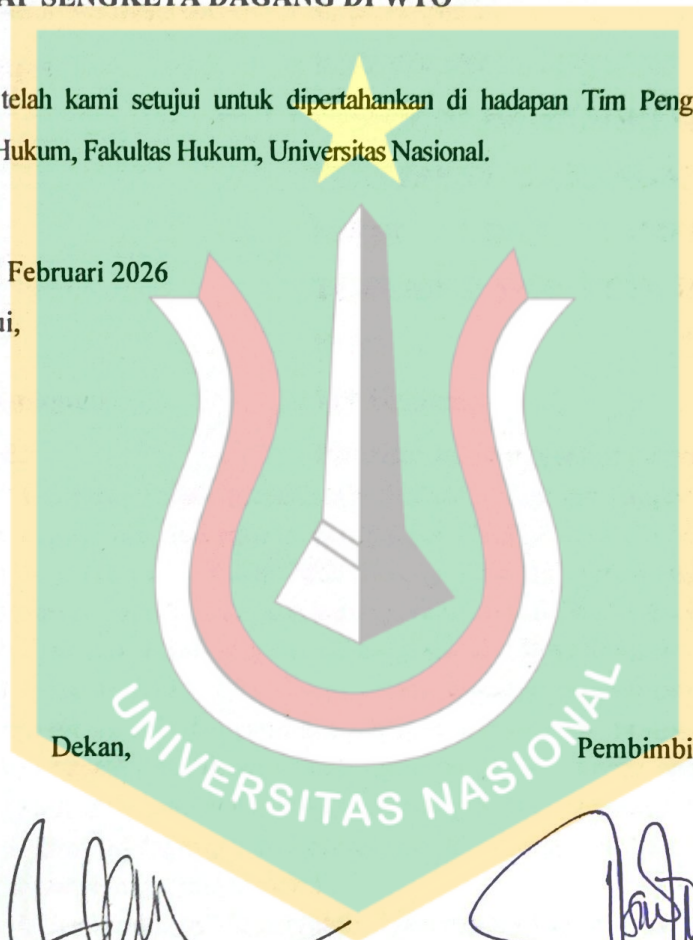 SENGKETA DAGANG DI WTO
telah kami setujui untuk dipertahankan di hadapan Tim Peng
Hukum, Fakultas Hukum, Universitas Nasional.
Februari 2026
ui,
UNIVERSITAS NASIONAL
Dekan, Pembimbi